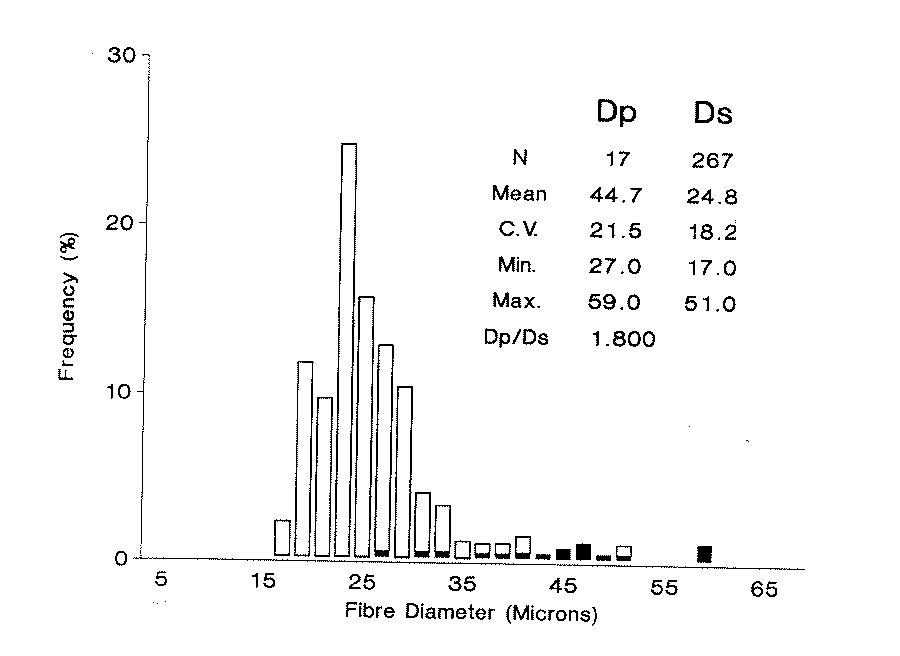 30
20
10
0
Frequency (%)
Dp Ds
N 17 267
Mean 44.7 24.8
C.V. 21.5 18.2
Min. 27.0 17.0
Max. 59.0 51.0
Dp/Ds 1.800
5 15 25 35 45 55 65
Fibre Diameter (Microns)